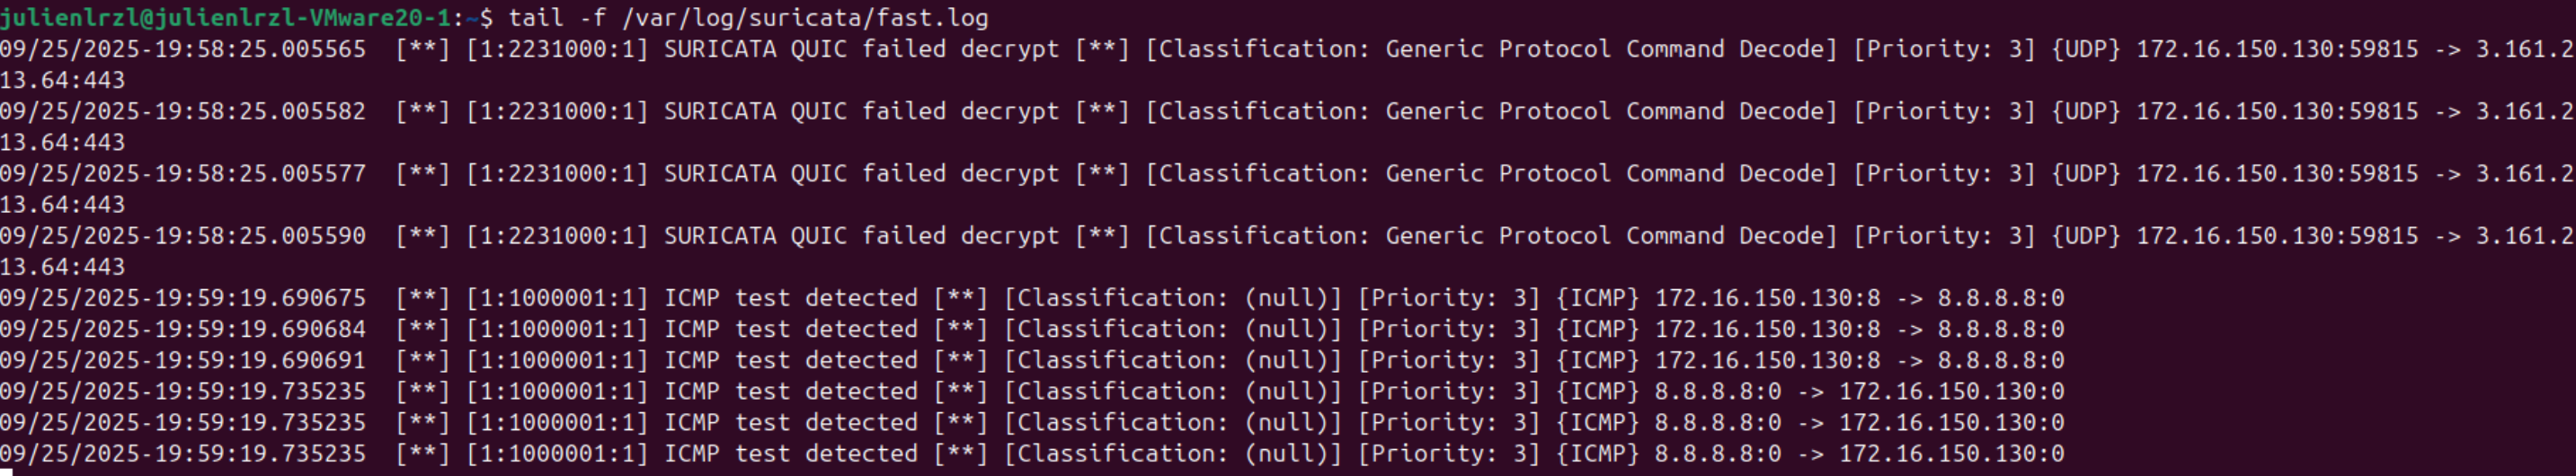 julienlrzl@julienlrzl-VMware20-1:~$ tail -f /var/log/suricata/fast.log
09/25/2025-19:58:25.005565  [**] [1:2231000:1] SURICATA QUIC failed decrypt [**] [Classification: Generic Protocol Command Decode] [Priority: 3] {UDP} 172.16.150.130:59815 -> 3.161.2
13.64:443
09/25/2025-19:58:25.005582  [**] [1:2231000:1] SURICATA QUIC failed decrypt [**] [Classification: Generic Protocol Command Decode] [Priority: 3] {UDP} 172.16.150.130:59815 -> 3.161.2
13.64:443
09/25/2025-19:58:25.005577  [**] [1:2231000:1] SURICATA QUIC failed decrypt [**] [Classification: Generic Protocol Command Decode] [Priority: 3] {UDP} 172.16.150.130:59815 -> 3.161.2
13.64:443
09/25/2025-19:58:25.005590  [**] [1:2231000:1] SURICATA QUIC failed decrypt [**] [Classification: Generic Protocol Command Decode] [Priority: 3] {UDP} 172.16.150.130:59815 -> 3.161.2
13.64:443
09/25/2025-19:59:19.690675  [**] [1:1000001:1] ICMP test detected [**] [Classification: (null)] [Priority: 3] {ICMP} 172.16.150.130:8 -> 8.8.8.8:0
09/25/2025-19:59:19.690684  [**] [1:1000001:1] ICMP test detected [**] [Classification: (null)] [Priority: 3] {ICMP} 172.16.150.130:8 -> 8.8.8.8:0
09/25/2025-19:59:19.690691  [**] [1:1000001:1] ICMP test detected [**] [Classification: (null)] [Priority: 3] {ICMP} 172.16.150.130:8 -> 8.8.8.8:0
09/25/2025-19:59:19.735235  [**] [1:1000001:1] ICMP test detected [**] [Classification: (null)] [Priority: 3] {ICMP} 8.8.8.8:0 -> 172.16.150.130:0
09/25/2025-19:59:19.735235  [**] [1:1000001:1] ICMP test detected [**] [Classification: (null)] [Priority: 3] {ICMP} 8.8.8.8:0 -> 172.16.150.130:0
09/25/2025-19:59:19.735235  [**] [1:1000001:1] ICMP test detected [**] [Classification: (null)] [Priority: 3] {ICMP} 8.8.8.8:0 -> 172.16.150.130:0